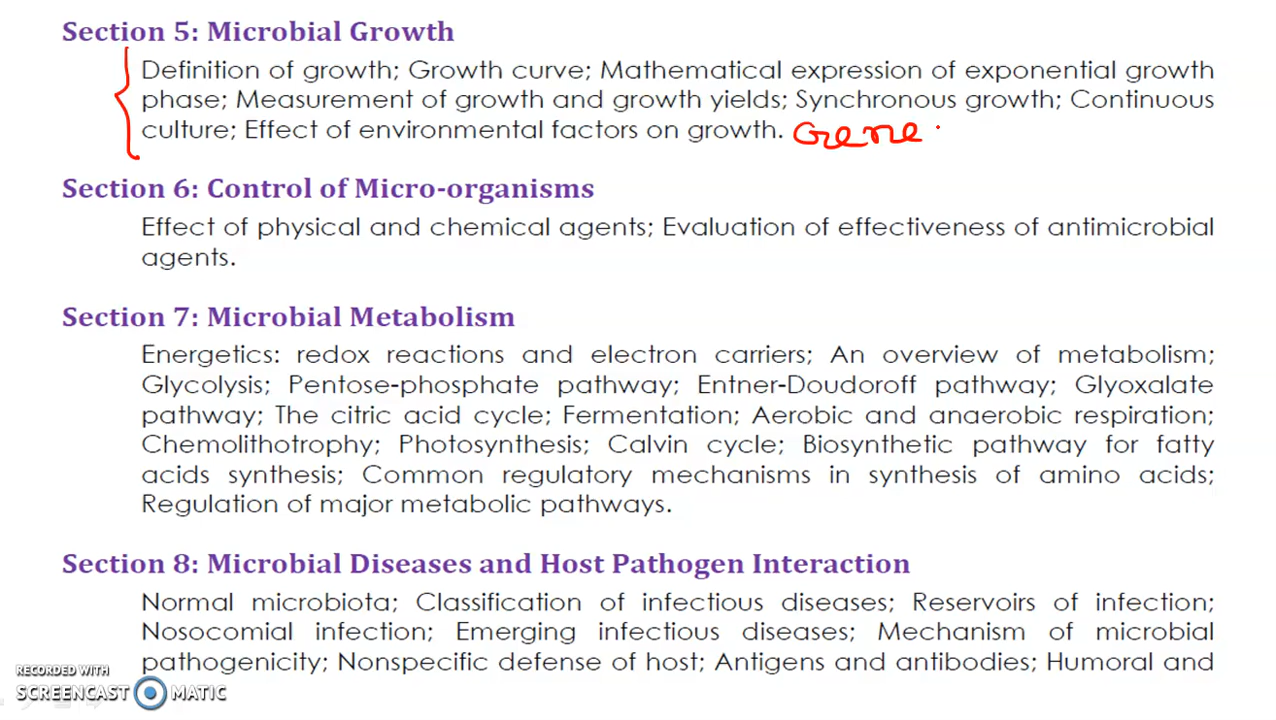 Section 5: Microbial Growth
Definition of growth; Growth curve; Mathematical expression of exponential growth
phase; Measurement of growth and growth yields; Synchronous growth; Continuous
culture; Effect of environmental factors on growth. Gene
Section 6: Control of Micro-organisms
Effect of physical and chemical agents; Evaluation of effectiveness of antimicrobial
agents.
Section 7: Microbial Metabolism
Energetics: redox reactions and electron carriers; An overview of metabolism;
Glycolysis; Pentose-phosphate pathway; Entner-Doudoroff pathway; Glyoxalate
pathway; The citric acid cycle; Fermentation; Aerobic and anaerobic respiration;
Chemolithotrophy; Photosynthesis; Calvin cycle; Biosynthetic pathway for fatty
acids synthesis; Common regulatory mechanisms in synthesis of amino acids;
Regulation of major metabolic pathways.
Section 8: Microbial Diseases and Host Pathogen Interaction
Normal microbiota; Classification of infectious diseases; Reservoirs of infection;
Nosocomial infection; Emerging infectious diseases; Mechanism of microbial
pathogenicity; Nonspecific defense of host; Antigens and antibodies; Humoral and
RECORDED WITH
SCREENCAST MATIC